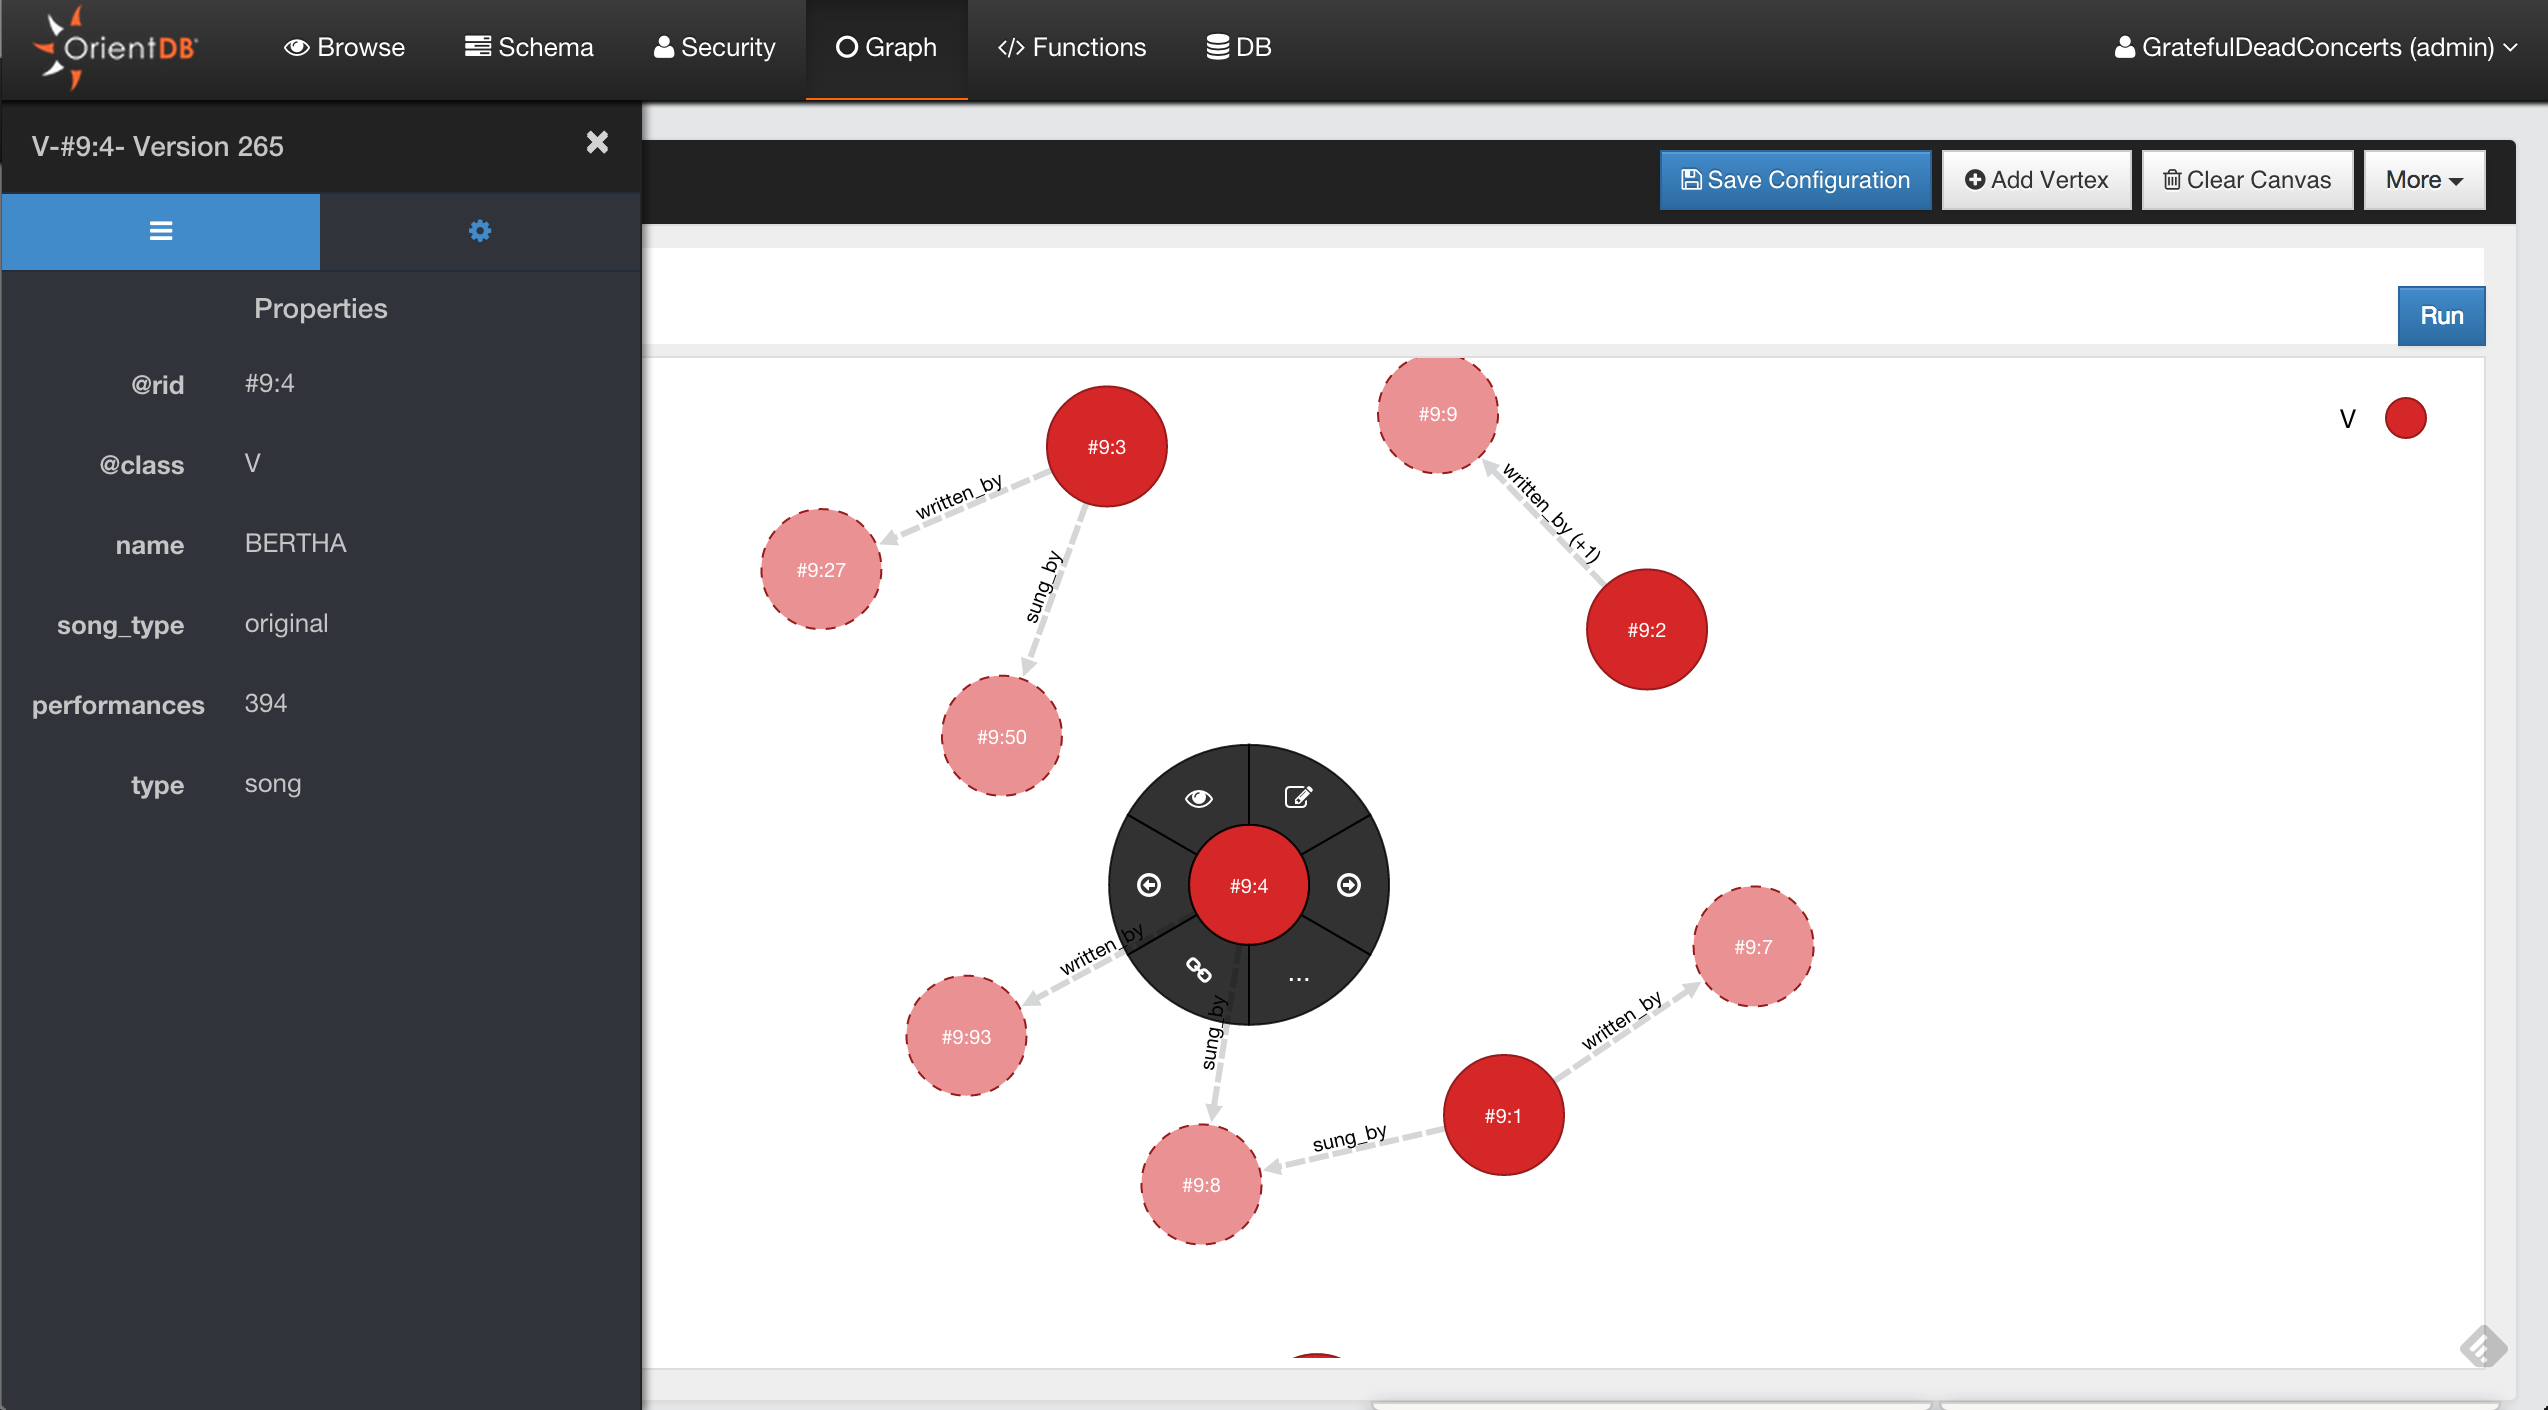 OrientDB
Browse
Schema
Security
Graph
</> Functions
DB
GratefulDeadConcerts (admin)
V-#9:4- Version 265
Save Configuration
Add Vertex
Clear Canvas
More
Run
Properties
@rid #9:4
@class V
name BERTHA
song_type original
performances 394
type song
V
#9:9
#9:3
written_by
written_by (+1)
#9:27
sung_by
#9:2
#9:50
#9:4
written_by
...
#9:7
#9:93
sung_by
written_by
#9:1
sung_by
#9:8